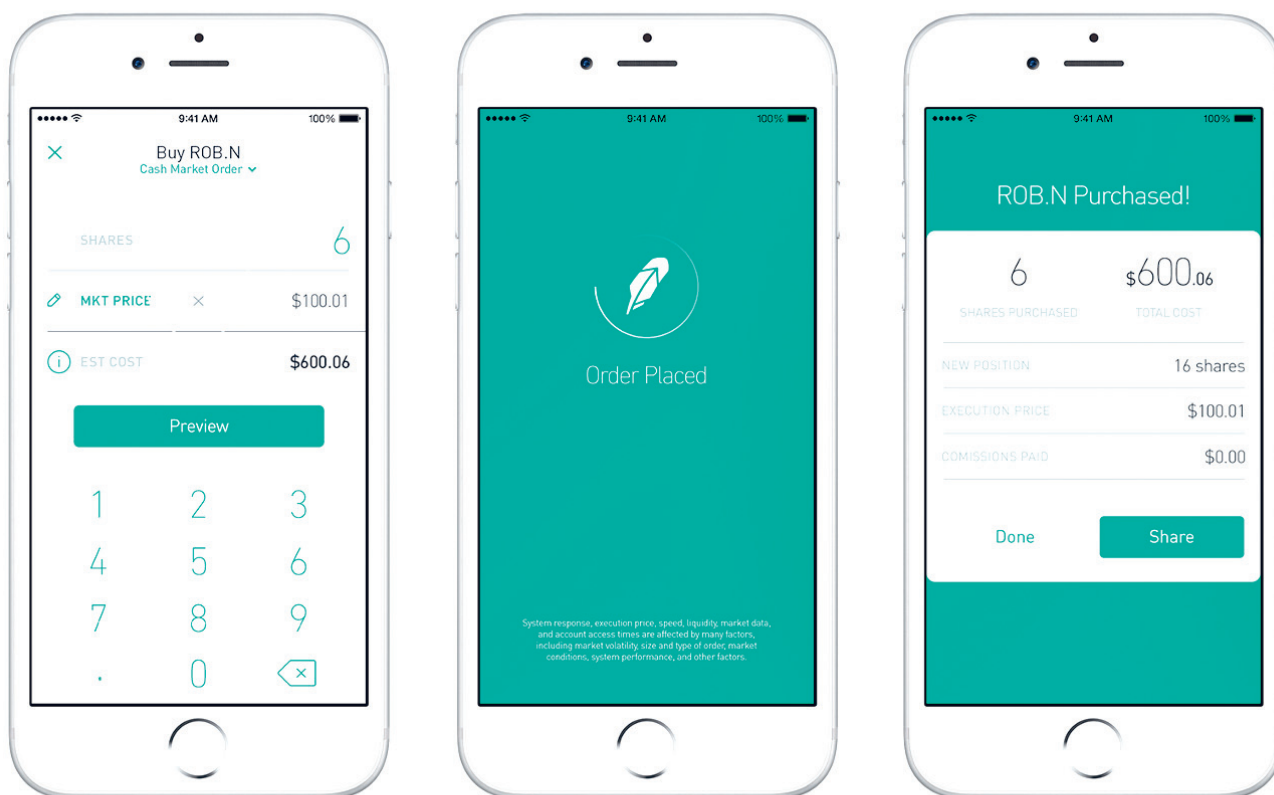 9:41 AM
100%
Buy ROB.N
Cash Market Order
SHARES
6
MKT PRICE
×
$100.01
i
EST COST
$600.06
Preview
1 2 3
4 5 6
7 8 9
. 0
9:41 AM
100%
Order Placed
System response, execution price, speed, liquidity, market data,
and account access times are affected by many factors,
including market volatility, size and type of order, market
conditions, system performance, and other factors.
9:41 AM
100%
ROB.N Purchased!
6
$600.06
SHARES PURCHASED
TOTAL COST
NEW POSITION
16 shares
EXECUTION PRICE
$100.01
COMISSIONS PAID
$0.00
Done
Share